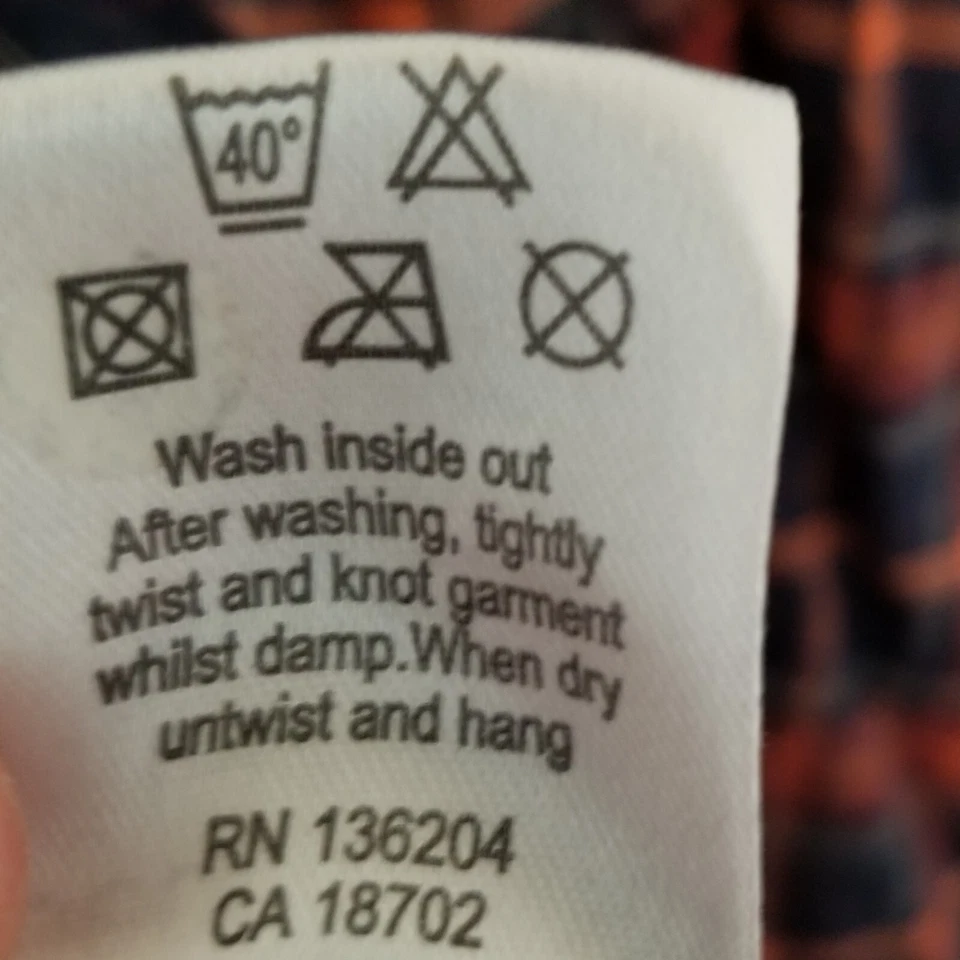 40°
Wash inside out
After washing, tightly
twist and knot garment
whilst damp.When dry
untwist and hang
RN 136204
CA 18702